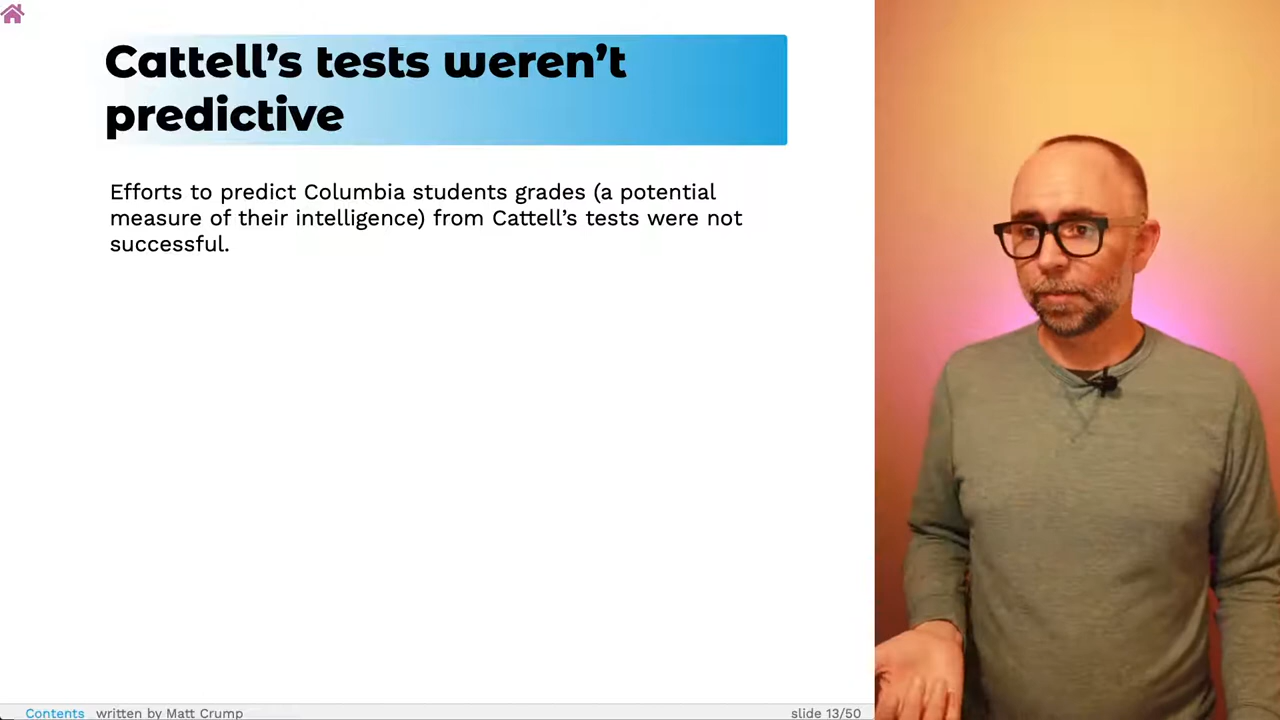 Cattell’s tests weren’t
predictive
Efforts to predict Columbia students grades (a potential
measure of their intelligence) from Cattell’s tests were not
successful.
Contents written by Matt Crump slide 13/50